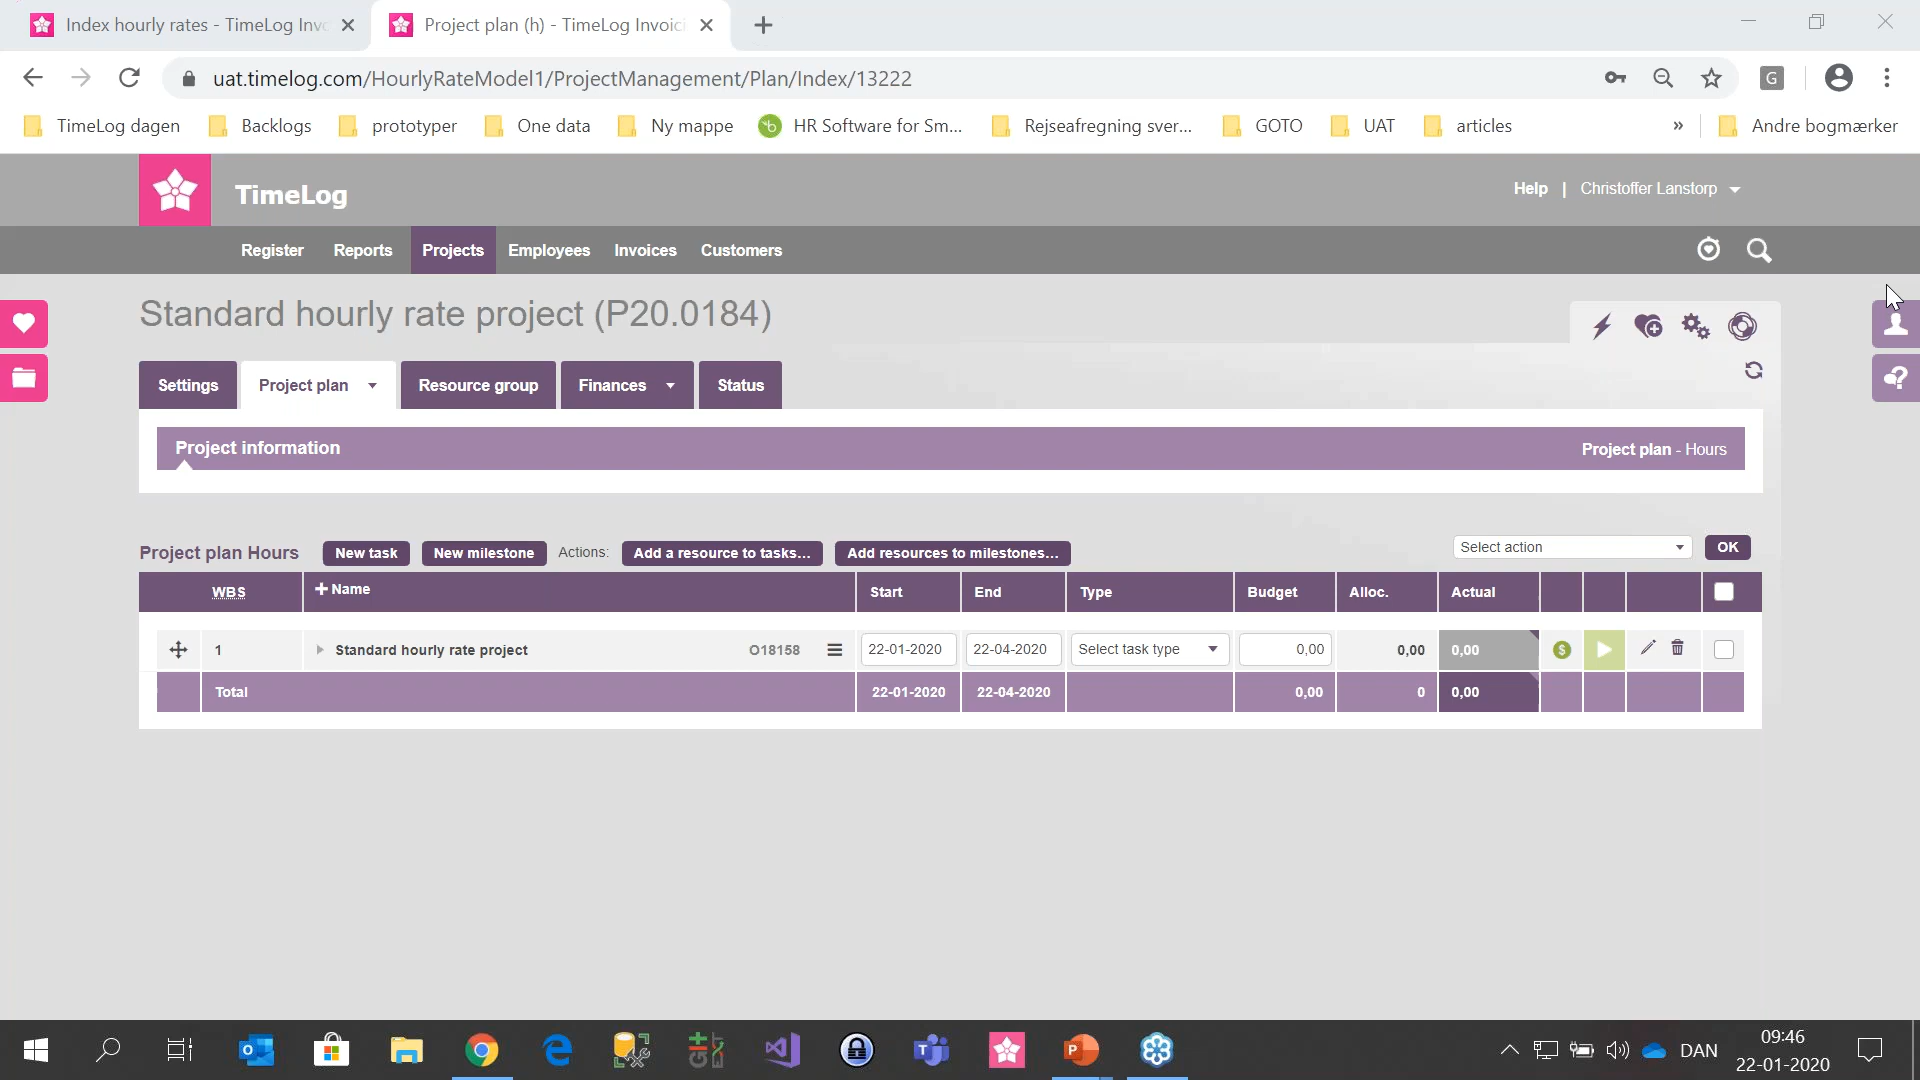 Index hourly rates - TimeLog Invo
Project plan (h) - TimeLog Invoici
uat.timelog.com/HourlyRateModel1/ProjectManagement/Plan/Index/13222
G
TimeLog dagen
Backlogs
prototyper
One data
Ny mappe
HR Software for Sm...
Rejseafregning sver...
GOTO
UAT
articles
»
Andre bogmærker
TimeLog
Help | Christoffer Lanstorp
Register Reports Projects Employees Invoices Customers
Standard hourly rate project (P20.0184)
Settings Project plan Resource group Finances Status
Project information
Project plan - Hours
Project plan Hours New task New milestone Actions: Add a resource to tasks... Add resources to milestones... Select action OK
WBS + Name Start End Type Budget Alloc. Actual
1 Standard hourly rate project O18158 22-01-2020 22-04-2020 Select task type 0,00 0,00 0,00 $
Total 22-01-2020 22-04-2020 0,00 0 0,00
DAN
09:46
22-01-2020